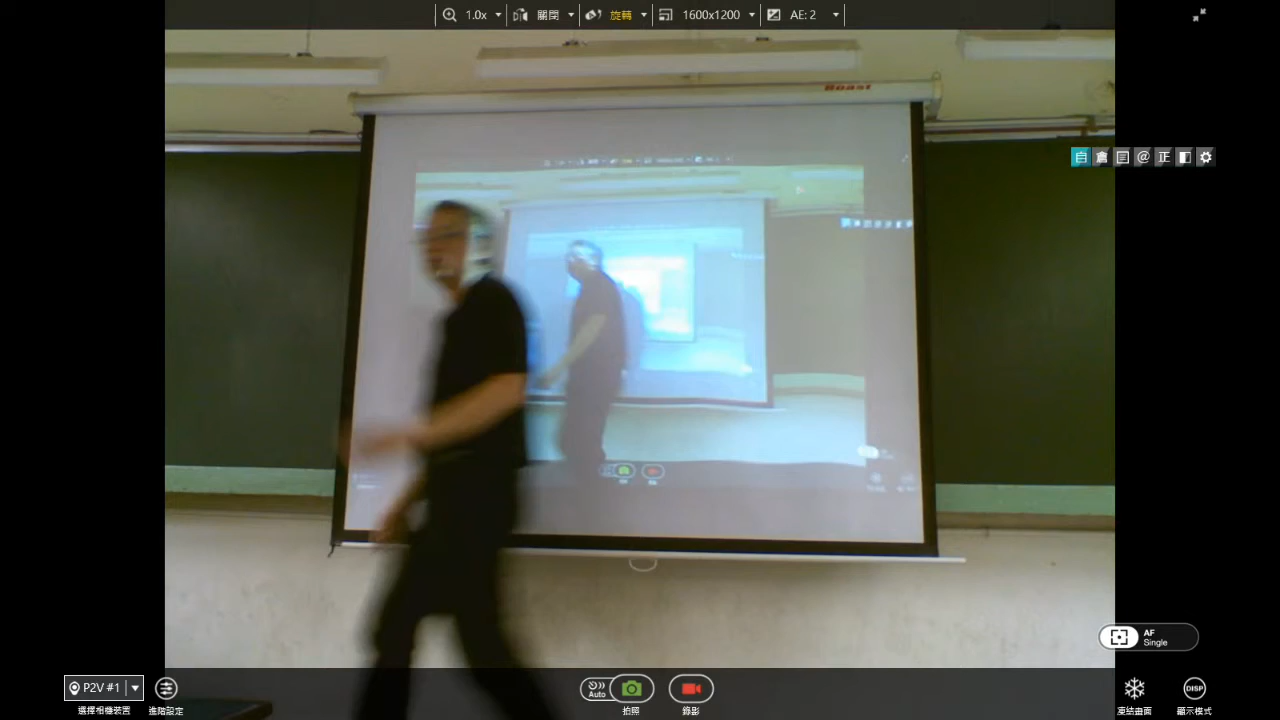 1.0x
關閉
旋轉
1600x1200
AE: 2
Roast
自
@
正
AF
Single
P2V #1
選擇相機裝置
進階設定
Auto
拍照
錄影
凍結畫面
DISP
顯示模式